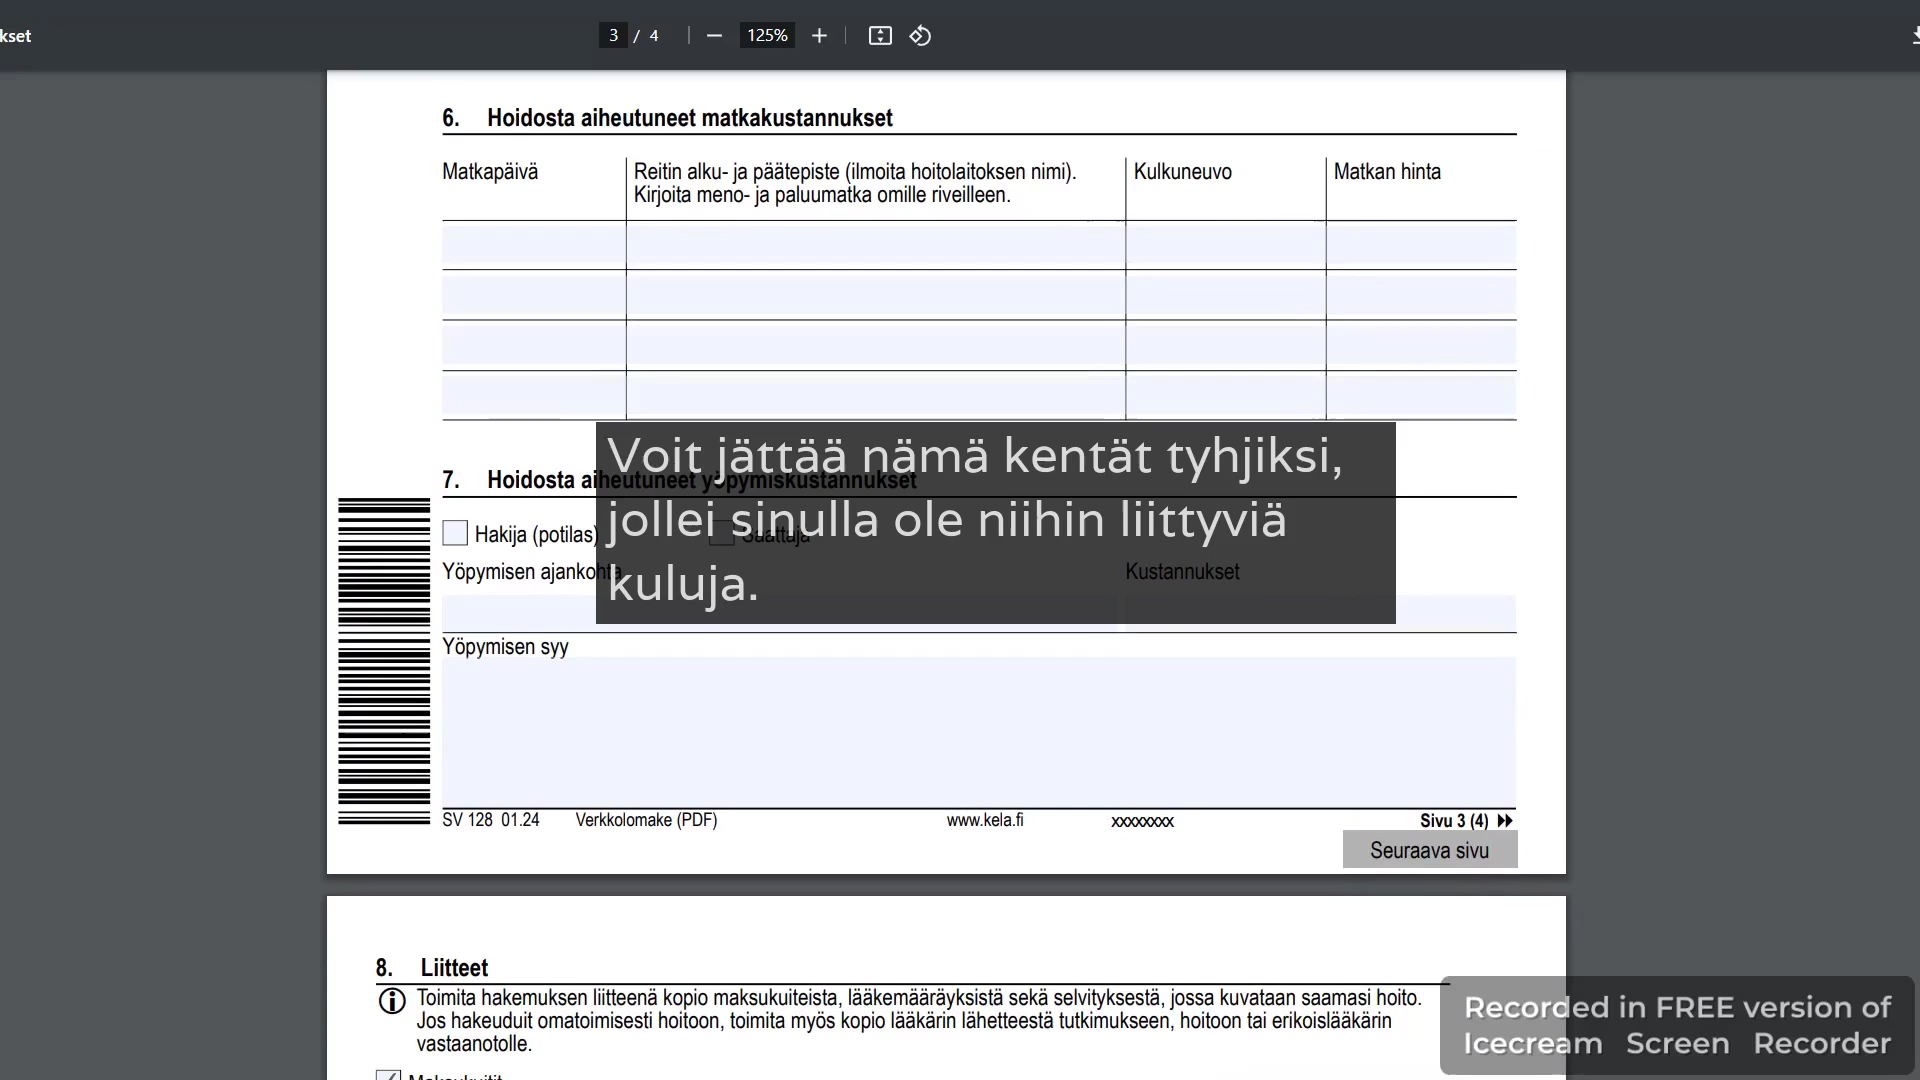 kset
3 / 4
125%
6. Hoidosta aiheutuneet matkakustannukset
Matkapäivä
Reitin alku- ja päätepiste (ilmoita hoitolaitoksen nimi).
Kirjoita meno- ja paluumatka omille riveilleen.
Kulkuneuvo
Matkan hinta
Voit jättää nämä kentät tyhjiksi,
jollei sinulla ole niihin liittyviä
kuluja.
7. Hoidosta aiheutuneet yöpymiskustannukset
Hakija (potilas)
Saattaja
Yöpymisen ajankohta
Kustannukset
Yöpymisen syy
SV 128 01.24 Verkkolomake (PDF) www.kela.fi xxxxxxxx Sivu 3 (4)
Seuraava sivu
8. Liitteet
Toimita hakemuksen liitteenä kopio maksukuiteista, lääkemääräyksistä sekä selvityksestä, jossa kuvataan saamasi hoito.
Jos hakeuduit omatoimisesti hoitoon, toimita myös kopio lääkärin lähetteestä tutkimukseen, hoitoon tai erikoislääkärin
vastaanotolle.
Maksukuitit
Recorded in FREE version of
Icecream Screen Recorder